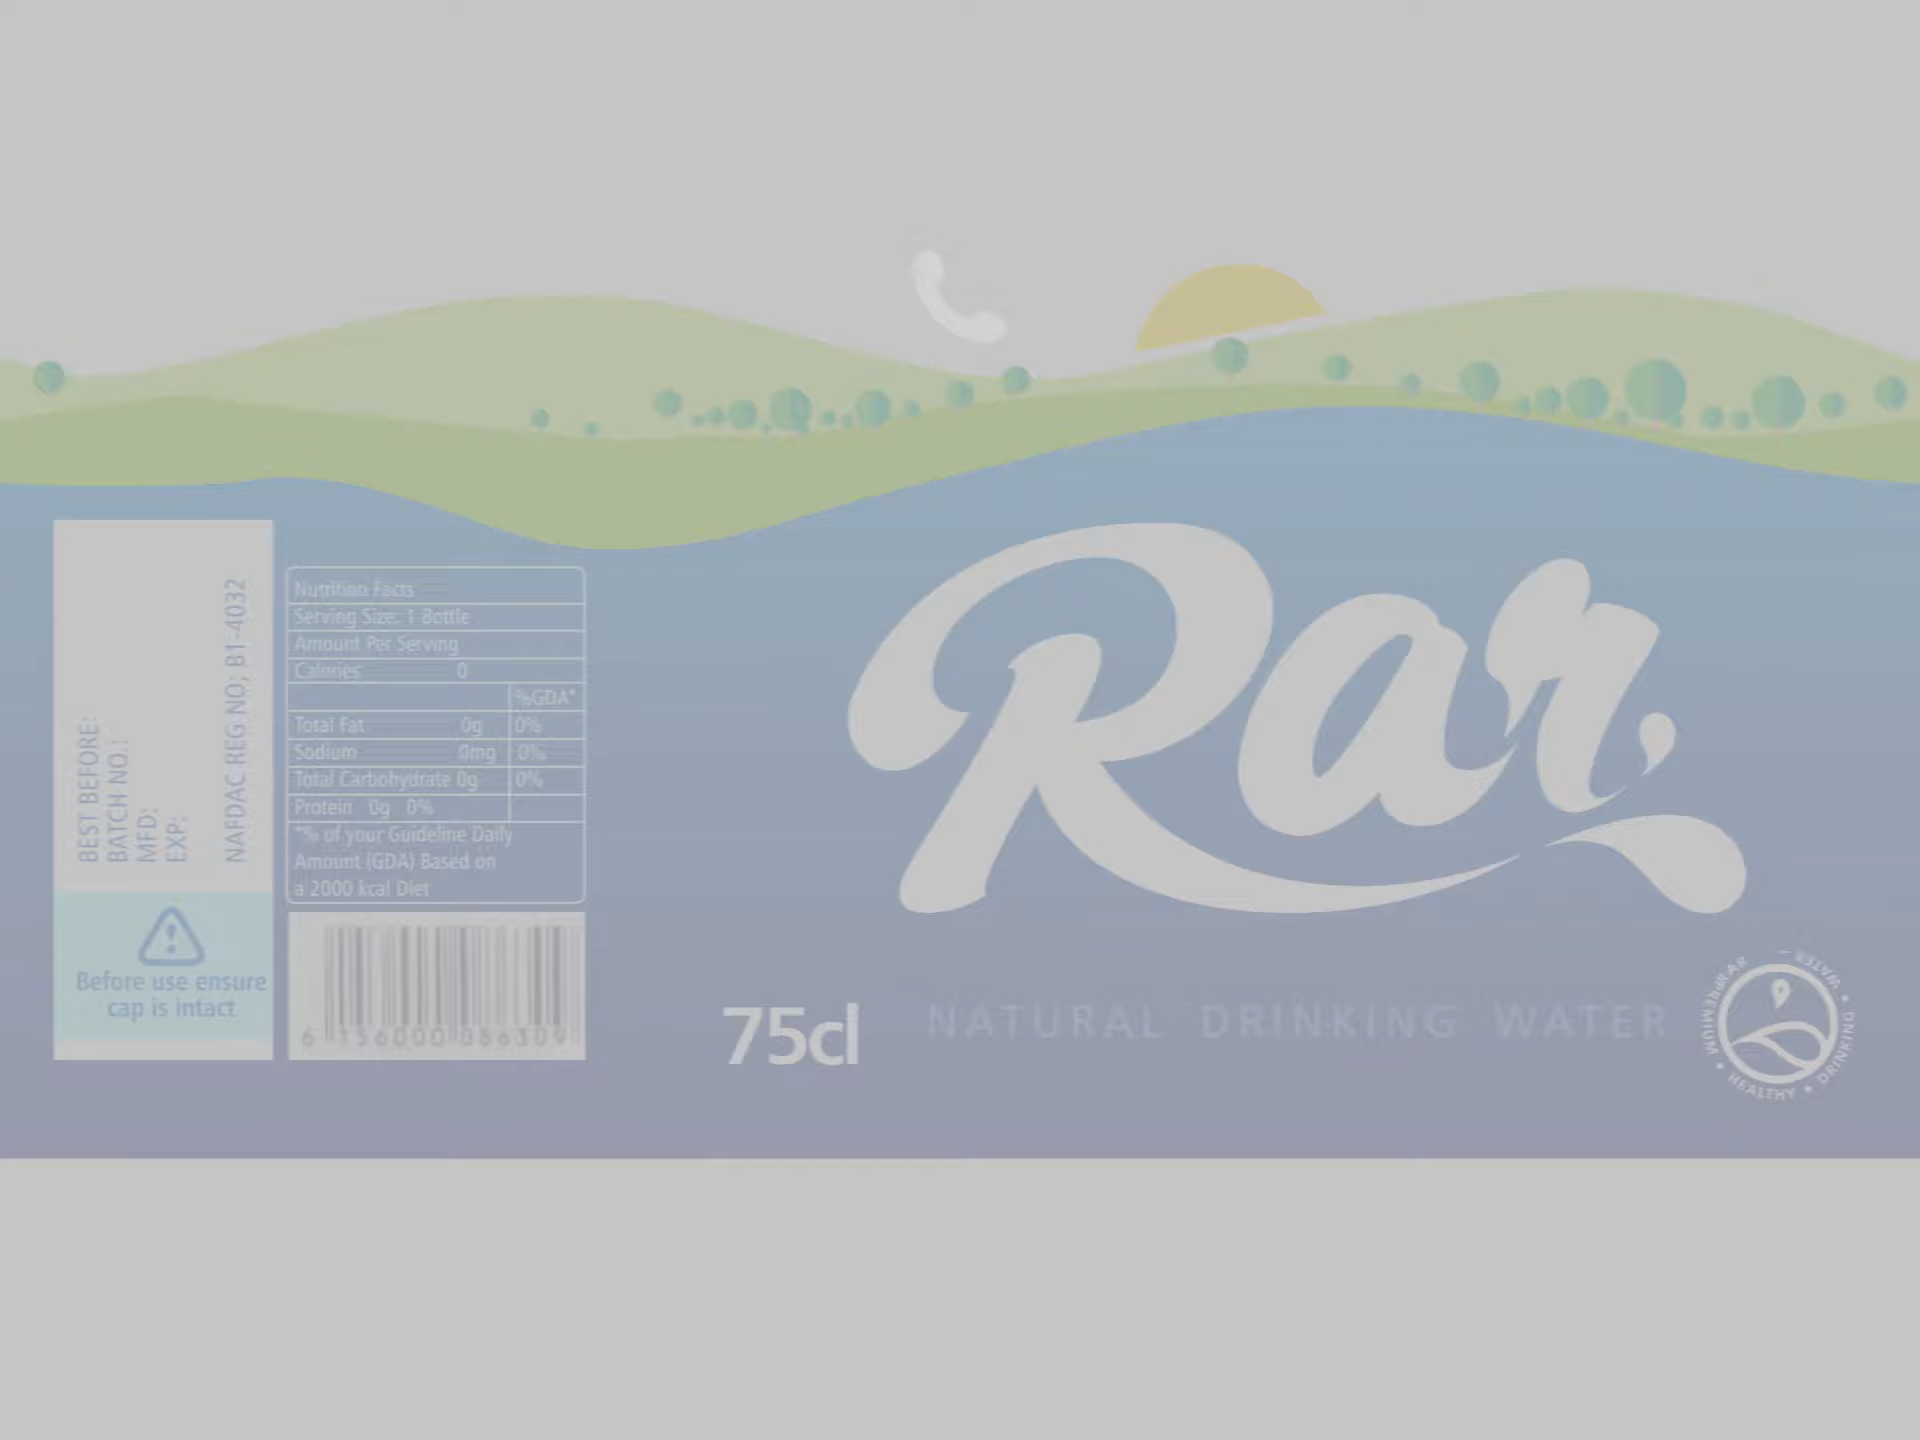 BEST BEFORE:
BATCH NO.:
MFD:
EXP:
NAFDAC REG NO; B1-4032
Before use ensure
cap is intact
Nutrition Facts
Serving Size. 1 Bottle
Amount Per Serving
Calories 0
%GDA*
Total Fat 0g 0%
Sodium 0mg 0%
Total Carbohydrate 0g 0%
Protein 0g 0%
*% of your Guideline Daily
Amount (GDA) Based on
a 2000 kcal Diet
Rar
75cl
NATURAL DRINKING WATER
RAR PREMIUM • HEALTHY • DRINKING • WATER